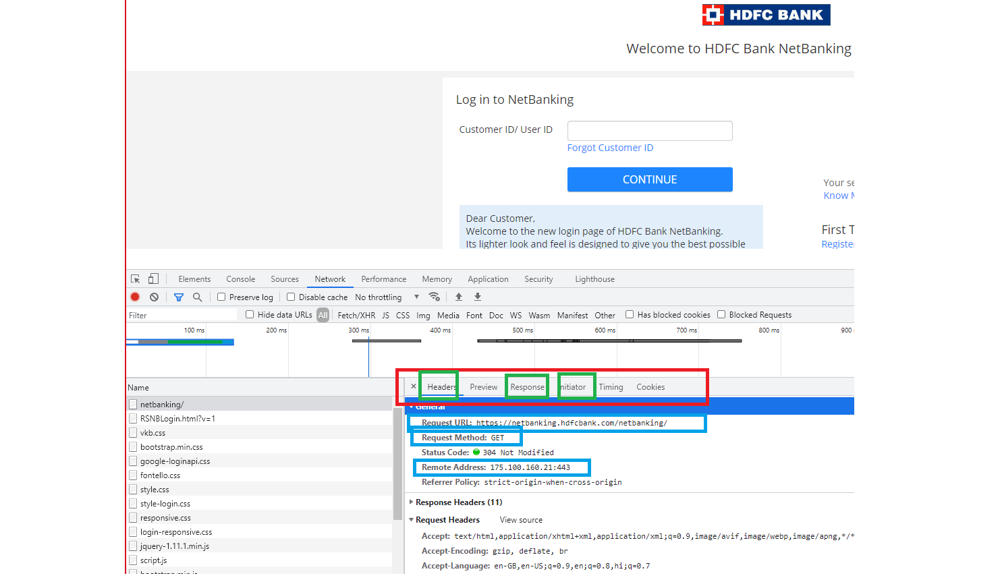 HDFC BANK
Welcome to HDFC Bank NetBanking
Log in to NetBanking
Customer ID/ User ID
Forgot Customer ID
CONTINUE
Your se
Know M
Dear Customer,
Welcome to the new login page of HDFC Bank NetBanking.
Its lighter look and feel is designed to give you the best possible
First T
Register
Elements Console Sources Network Performance Memory Application Security Lighthouse
Preserve log Disable cache No throttling
Filter Hide data URLs All Fetch/XHR JS CSS Img Media Font Doc WS Wasm Manifest Other Has blocked cookies Blocked Requests
100 ms 200 ms 300 ms 400 ms 500 ms 600 ms 700 ms 800 ms 900
Name
× Headers Preview Response Initiator Timing Cookies
netbanking/
RSNBLogin.html?v=1
vkb.css
bootstrap.min.css
google-loginapi.css
fontello.css
style.css
style-login.css
responsive.css
login-responsive.css
jquery-1.11.1.min.js
script.js
bootstrap.min.js
General
Request URL: https://netbanking.hdfcbank.com/netbanking/
Request Method: GET
Status Code: 304 Not Modified
Remote Address: 175.100.160.21:443
Referrer Policy: strict-origin-when-cross-origin
Response Headers (11)
Request Headers View source
Accept: text/html,application/xhtml+xml,application/xml;q=0.9,image/avif,image/webp,image/apng,*/*
Accept-Encoding: gzip, deflate, br
Accept-Language: en-GB,en-US;q=0.9,en;q=0.8,hi;q=0.7